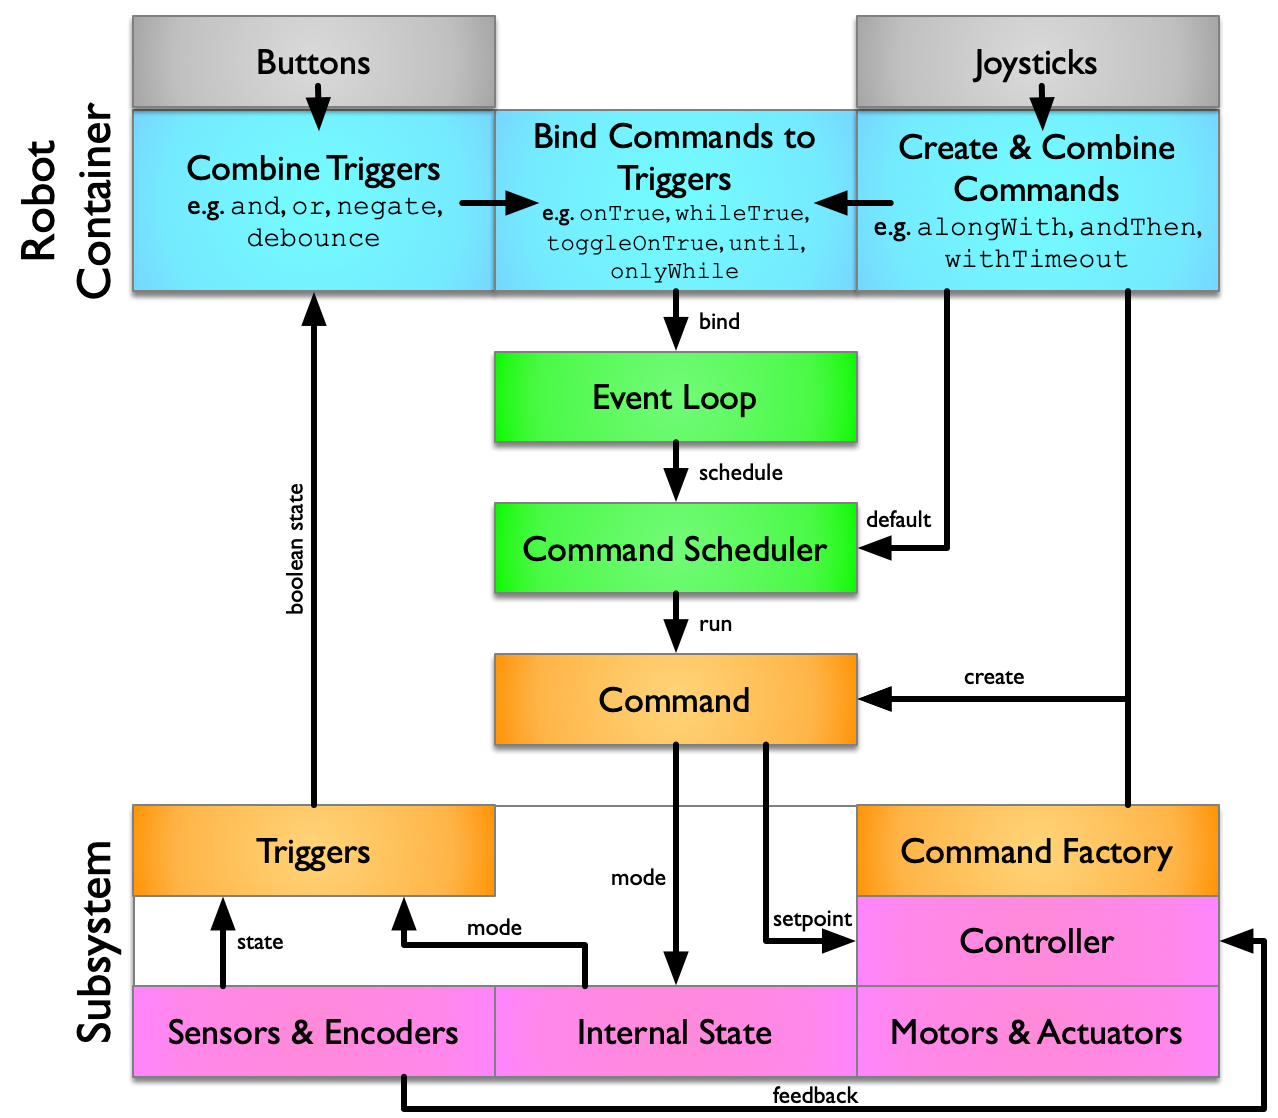 Buttons
Joysticks
Robot
Container
Combine Triggers
e.g. and, or, negate,
debounce
Bind Commands to
Triggers
e.g. onTrue, whileTrue,
toggleOnTrue, until,
onlyWhile
Create & Combine
Commands
e.g. alongWith, andThen,
withTimeout
bind
Event Loop
schedule
default
Command Scheduler
boolean state
run
Command
create
Subsystem
Triggers
Command Factory
mode
state
mode
setpoint
Controller
Sensors & Encoders
Internal State
Motors & Actuators
feedback